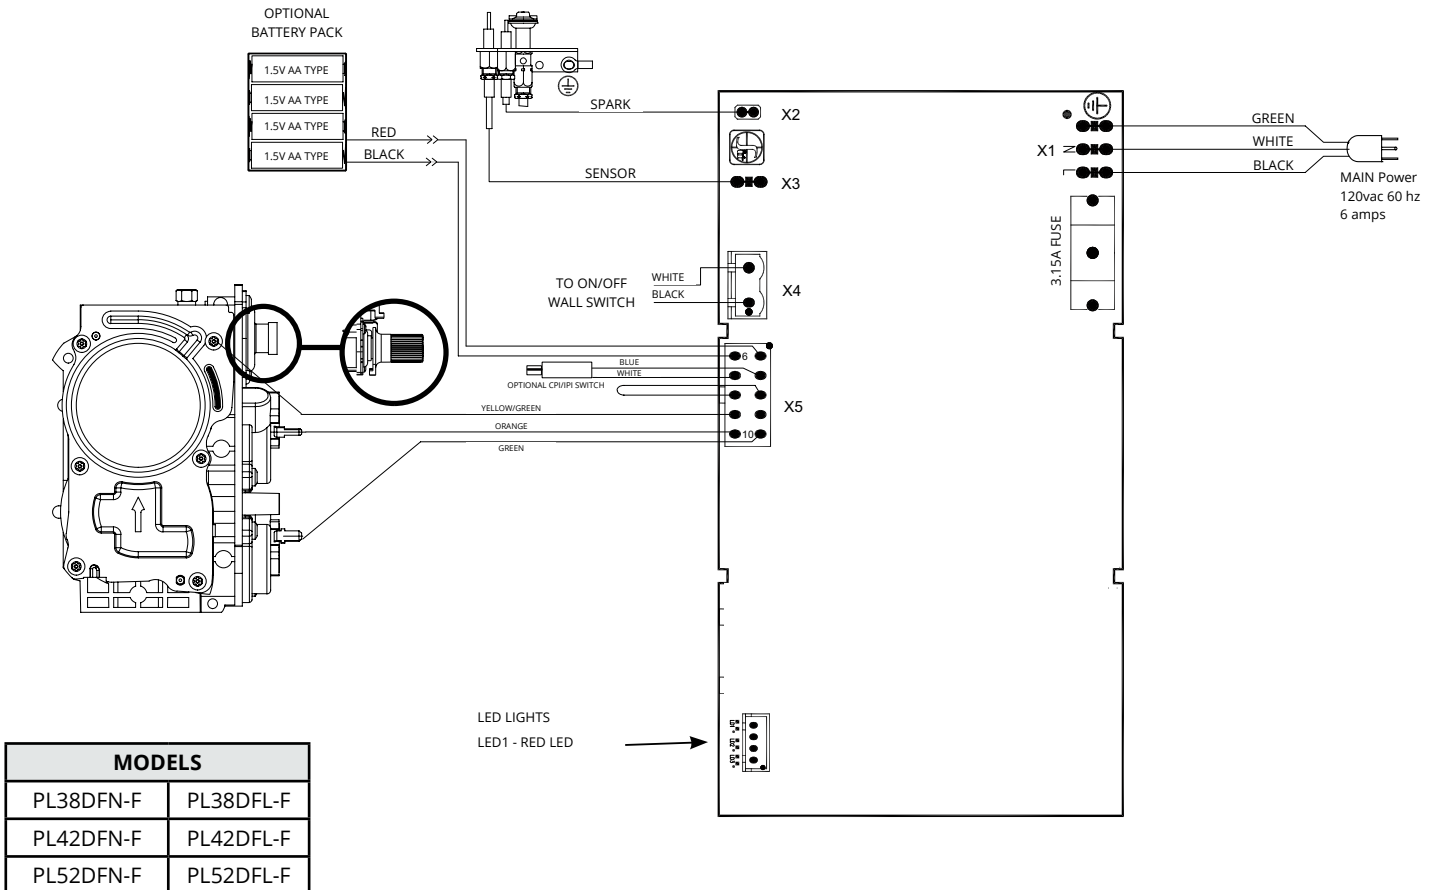 OPTIONAL
BATTERY PACK
1.5V AA TYPE
1.5V AA TYPE
1.5V AA TYPE
1.5V AA TYPE
RED
BLACK
SPARK
SENSOR
X2
X3
X1
N
L
GREEN
WHITE
BLACK
MAIN Power
120vac 60 hz
6 amps
3.15A FUSE
TO ON/OFF
WALL SWITCH
WHITE
BLACK
X4
6
BLUE
WHITE
OPTIONAL CPI/IPI SWITCH
X5
YELLOW/GREEN
ORANGE
10
GREEN
LED LIGHTS
LED1 - RED LED
MODELS
PL38DFN-F PL38DFL-F
PL42DFN-F PL42DFL-F
PL52DFN-F PL52DFL-F